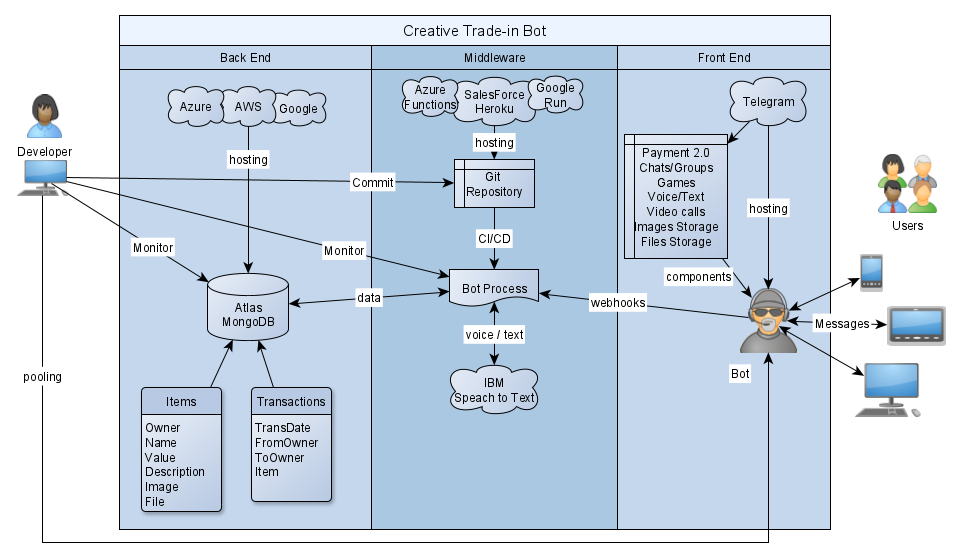 Creative Trade-in Bot
Back End
Middleware
Front End
Azure
AWS
Google
Azure
Functions
SalesForce
Heroku
Google
Run
Telegram
Developer
hosting
hosting
hosting
Commit
Git
Repository
Payment 2.0
Chats/Groups
Games
Voice/Text
Video calls
Images Storage
Files Storage
Users
Monitor
Monitor
CI/CD
components
Atlas
MongoDB
data
Bot Process
webhooks
Messages
voice / text
pooling
IBM
Speach to Text
Bot
Items
Owner
Name
Value
Description
Image
File
Transactions
TransDate
FromOwner
ToOwner
Item